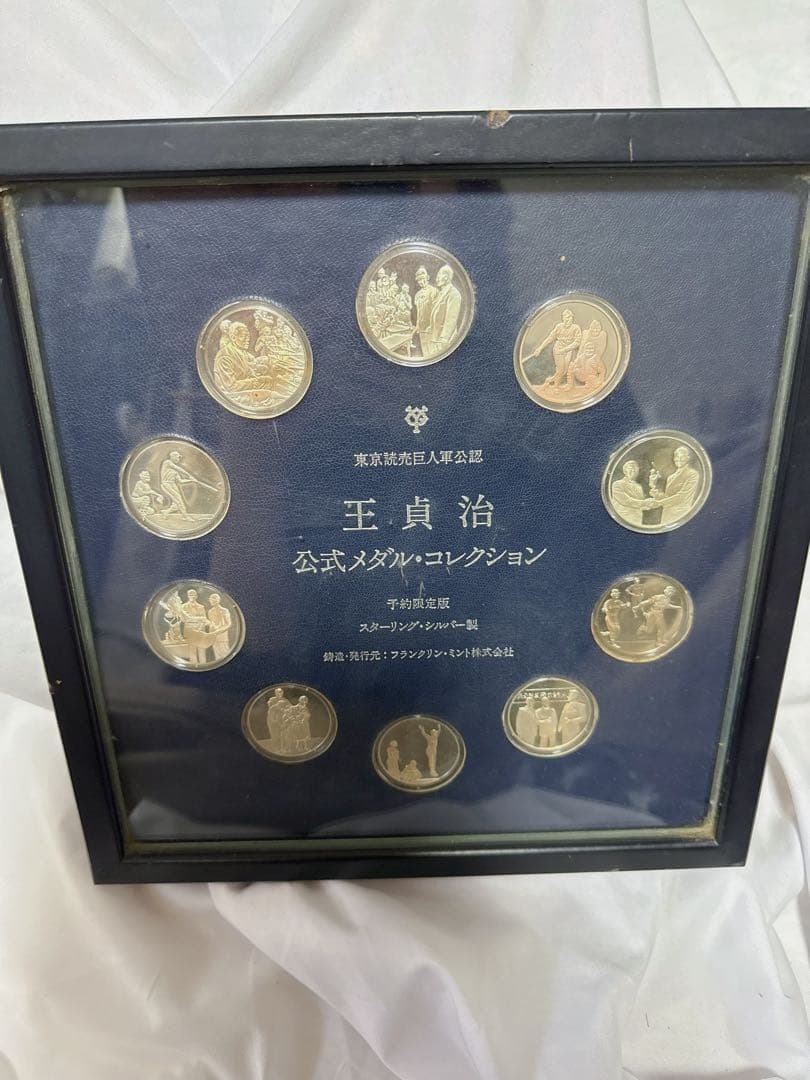 東京読売巨人軍公認
王貞治
公式メダル・コレクション
予約限定版
スターリング・シルバー製
鋳造・発行元：フランクリン・ミント株式会社